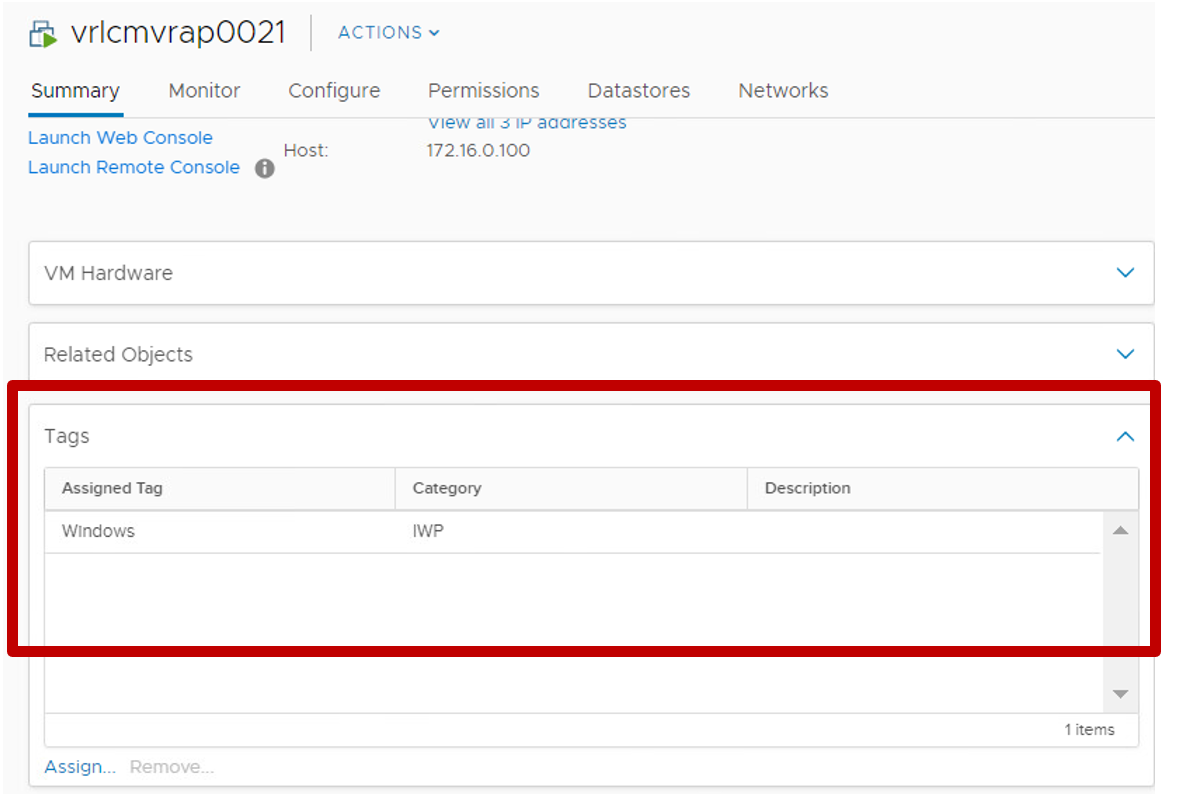 vrlcmvrap0021 ACTIONS
Summary Monitor Configure Permissions Datastores Networks
View all 3 IP addresses
Launch Web Console
Host: 172.16.0.100
Launch Remote Console
VM Hardware
Related Objects
Tags
Assigned Tag Category Description
WIndows IWP
1 items
Assign... Remove...